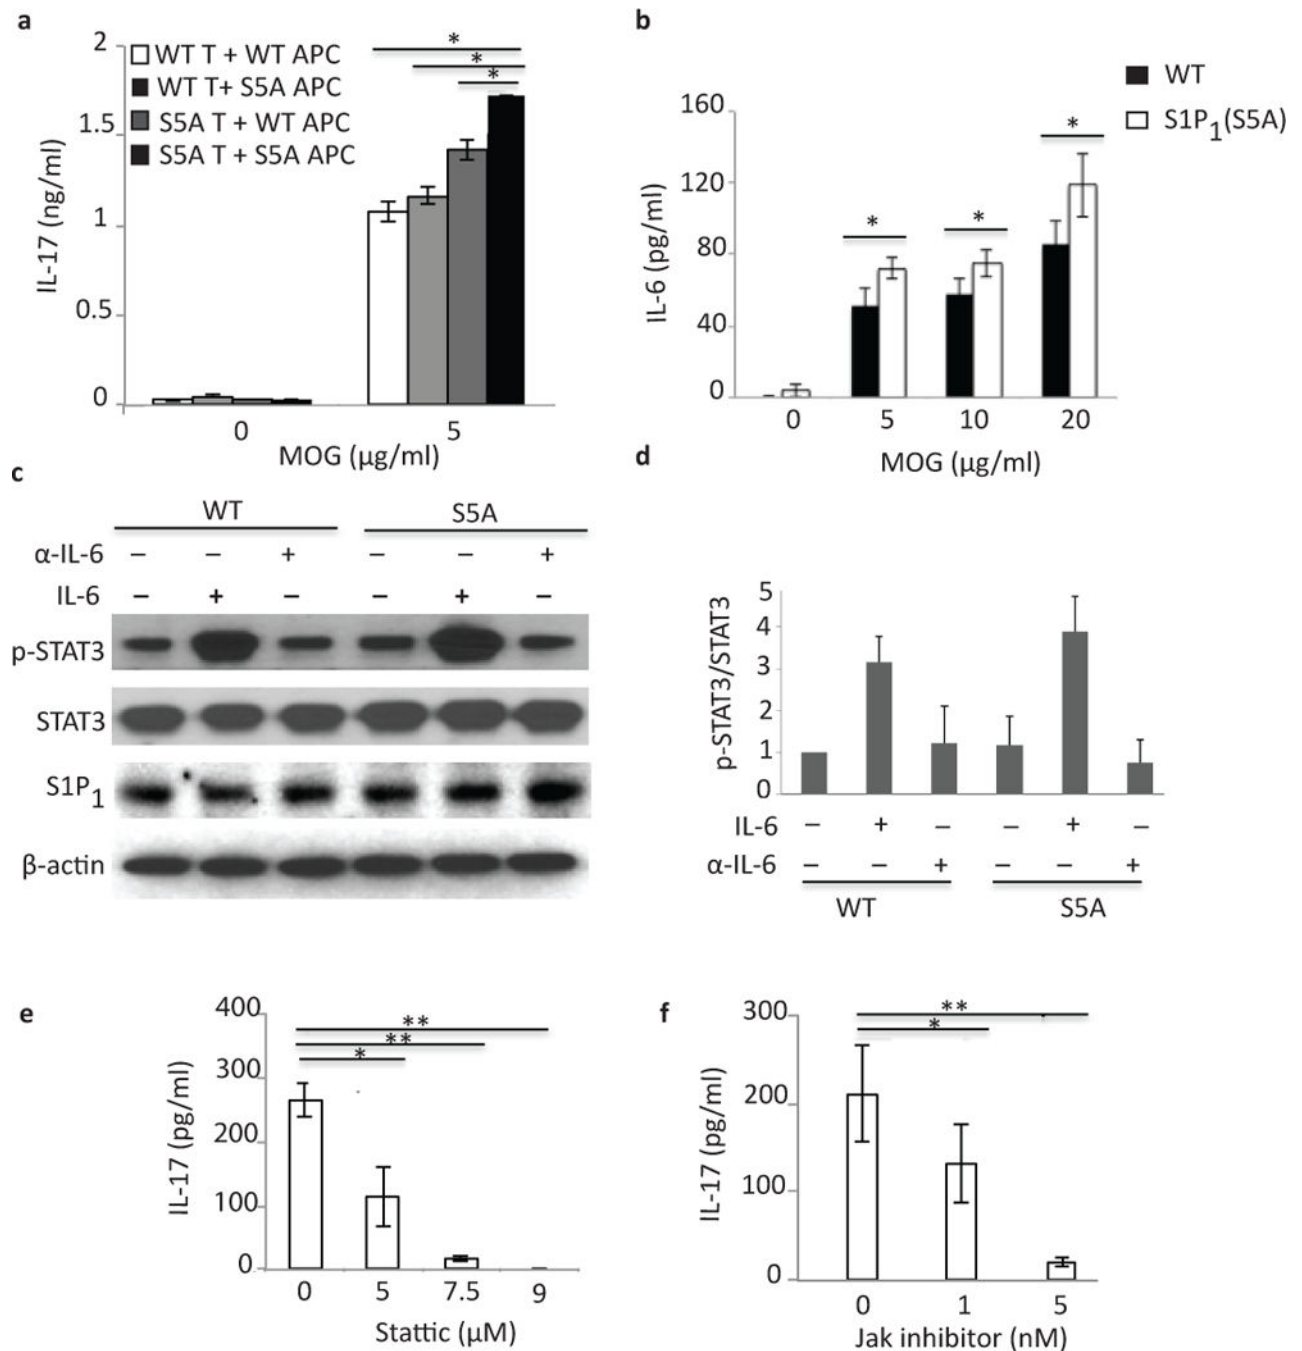 a
2
1.5
1
0.5
0
IL-17 (ng/ml)
WT T + WT APC
WT T+ S5A APC
S5A T + WT APC
S5A T + S5A APC
*
*
*
0 5
MOG (µg/ml)
b
WT
S1P1(S5A)
160
120
80
40
0
IL-6 (pg/ml)
* * *
0 5 10 20
MOG (µg/ml)
c
WT S5A
α-IL-6 – – + – – +
IL-6 – + – – + –
p-STAT3
STAT3
S1P1
β-actin
d
5
4
3
2
1
0
p-STAT3/STAT3
IL-6 – + – – + –
α-IL-6 – – + – – +
WT S5A
e
400
300
200
100
0
IL-17 (pg/ml)
**
**
*
0 5 7.5 9
Stattic (µM)
f
300
200
100
0
IL-17 (pg/ml)
**
*
0 1 5
Jak inhibitor (nM)